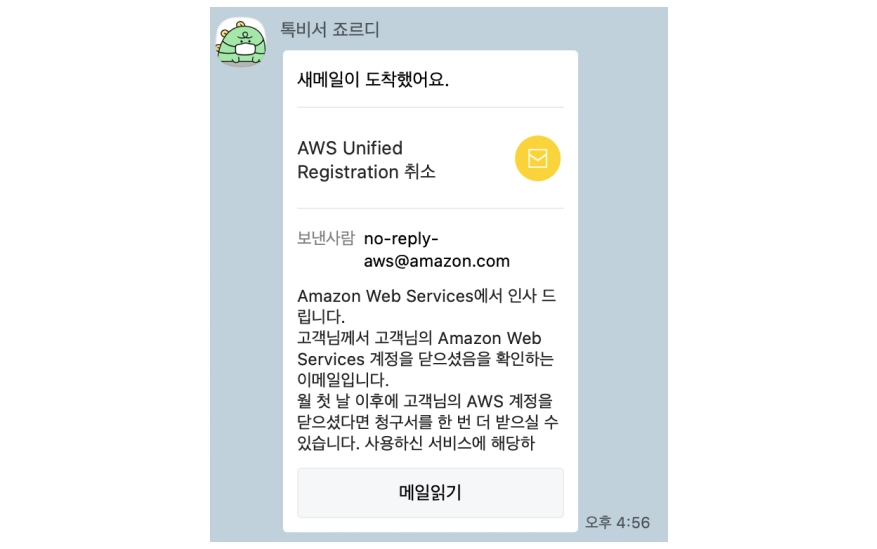 톡비서 죠르디
새메일이 도착했어요.
AWS Unified
Registration 취소
보낸사람 no-reply-
aws@amazon.com
Amazon Web Services에서 인사 드
립니다.
고객님께서 고객님의 Amazon Web
Services 계정을 닫으셨음을 확인하는
이메일입니다.
월 첫 날 이후에 고객님의 AWS 계정을
닫으셨다면 청구서를 한 번 더 받으실 수
있습니다. 사용하신 서비스에 해당하
메일읽기
오후 4:56